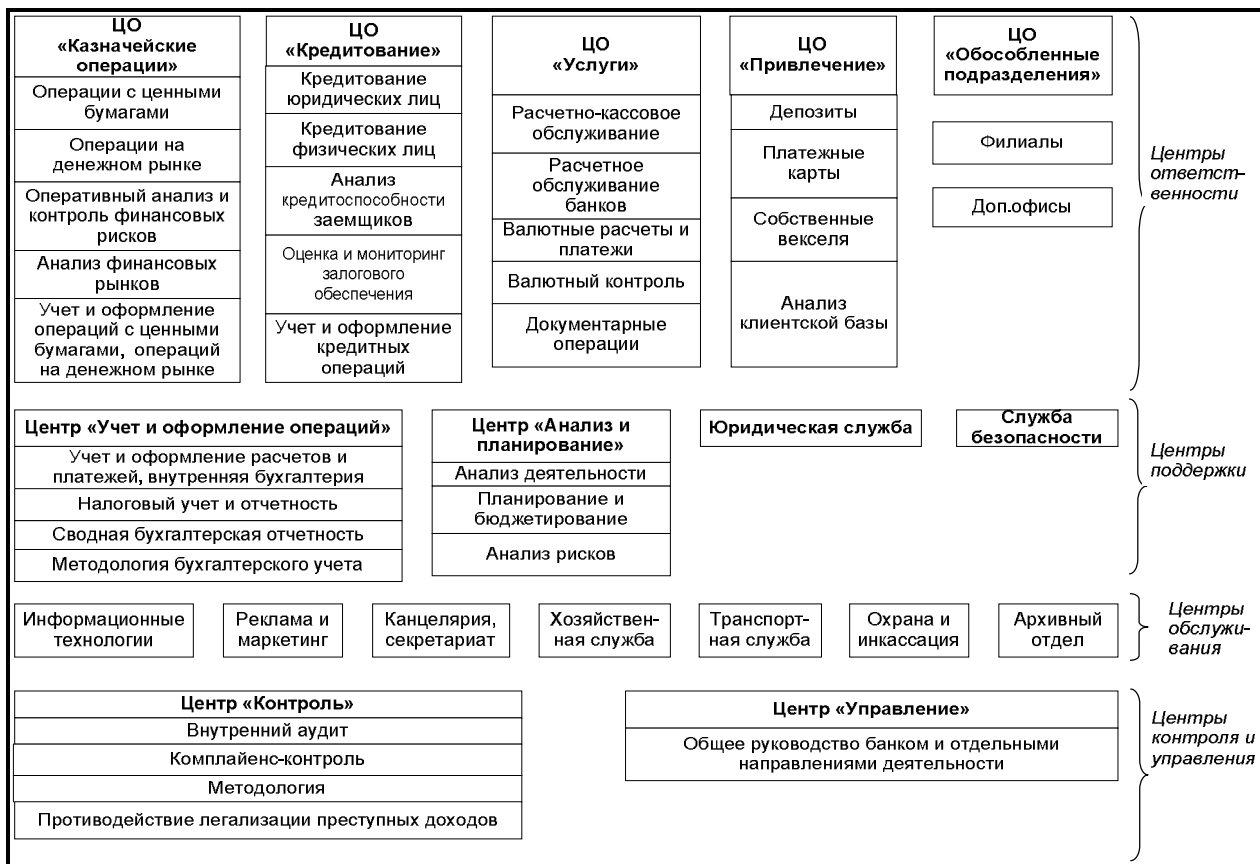 ЦО
«Казначейские
операции»
Операции с ценными
бумагами
Операции на
денежном рынке
Оперативный анализ и
контроль финансовых
рисков
Анализ финансовых
рынков
Учет и оформление
операций с ценными
бумагами, операций
на денежном рынке
ЦО
«Кредитование»
Кредитование
юридических лиц
Кредитование
физических лиц
Анализ
кредитоспособности
заемщиков
Оценка и мониторинг
залогового
обеспечения
Учет и оформление
кредитных
операций
ЦО
«Услуги»
Расчетно-кассовое
обслуживание
Расчетное
обслуживание
банков
Валютные расчеты и
платежи
Валютный контроль
Документарные
операции
ЦО
«Привлечение»
Депозиты
Платежные
карты
Собственные
векселя
Анализ
клиентской базы
ЦО
«Обособленные
подразделения»
Филиалы
Доп.офисы
Центры
ответст-
венности
Центр «Учет и оформление операций»
Учет и оформление расчетов и
платежей, внутренняя бухгалтерия
Налоговый учет и отчетность
Сводная бухгалтерская отчетность
Методология бухгалтерского учета
Центр «Анализ и
планирование»
Анализ деятельности
Планирование и
бюджетирование
Анализ рисков
Юридическая служба
Служба
безопасности
Центры
поддержки
Информационные
технологии
Реклама и
маркетинг
Канцелярия,
секретариат
Хозяйствен-
ная служба
Транспорт-
ная служба
Охрана и
инкассация
Архивный
отдел
Центры
обслужи-
вания
Центр «Контроль»
Внутренний аудит
Комплайенс-контроль
Методология
Противодействие легализации преступных доходов
Центр «Управление»
Общее руководство банком и отдельными
направлениями деятельности
Центры
контроля и
управления